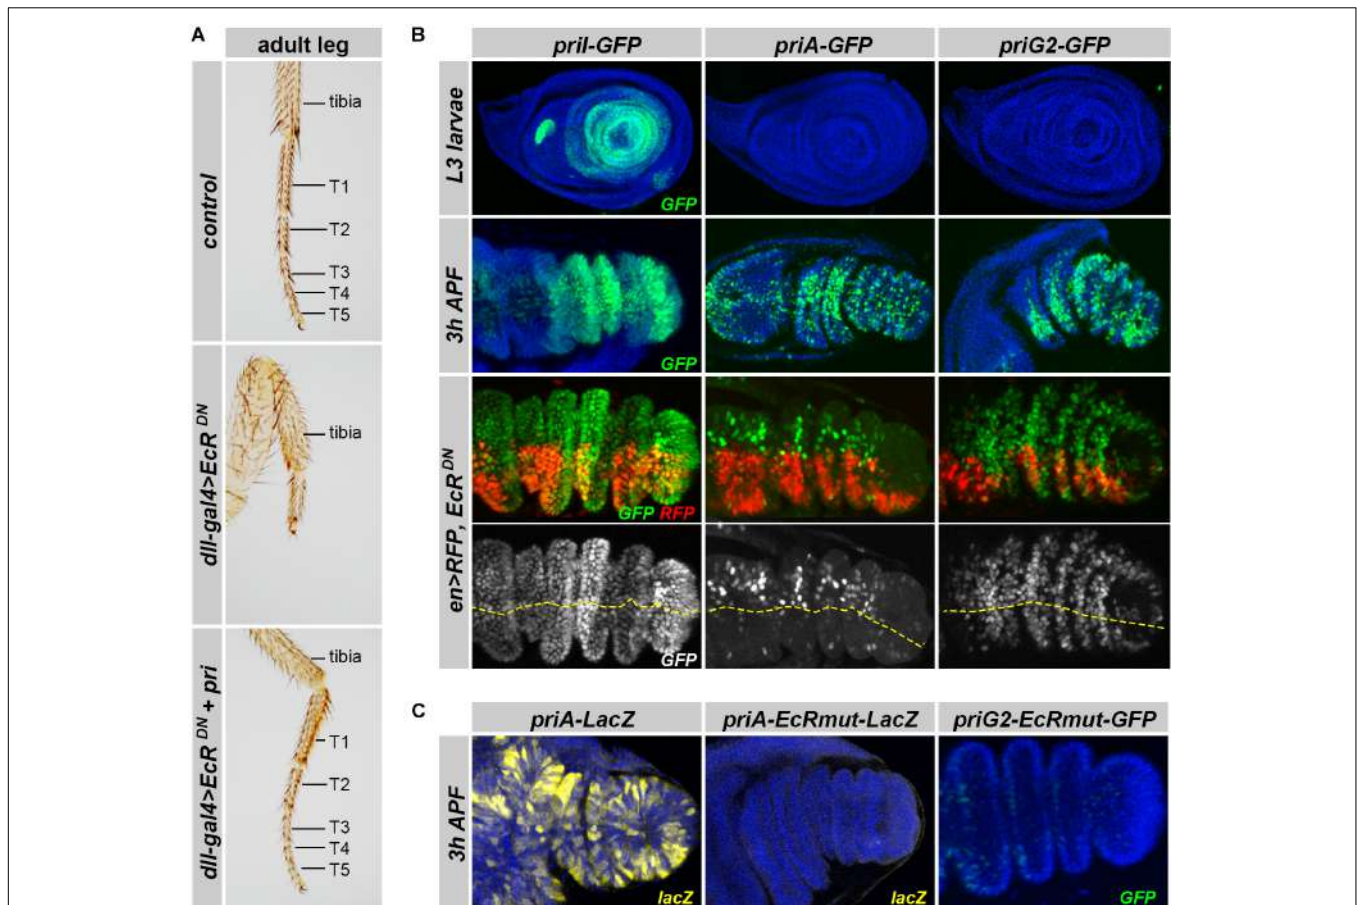 A
adult leg
control
tibia
T1
T2
T3
T4
T5
dll-gal4>EcR DN
tibia
dll-gal4>EcR DN + pri
tibia
T1
T2
T3
T4
T5
B
priI-GFP
priA-GFP
priG2-GFP
L3 larvae
GFP
3h APF
GFP
en>RFP, EcR DN
GFP RFP
GFP
C
priA-LacZ
priA-EcRmut-LacZ
priG2-EcRmut-GFP
3h APF
lacZ
lacZ
GFP